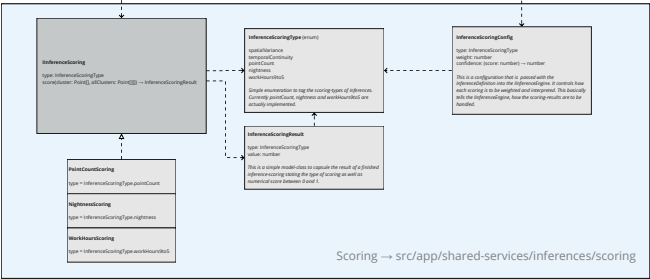 IInferenceScoring
type: InferenceScoringType
score(cluster: Point[], allClusters: Point[][]) → InferenceScoringResult
InferenceScoringType (enum)
spatialVariance
temporalContinuity
pointCount
nightness
workHours9to5
Simple enumeration to tag the scoring-types of inferences.
Currently pointCount, nightness and workHours9to5 are
actually implemented.
InferenceScoringConfig
type: InferenceScoringType
weight: number
confidence: (score: number) → number
This is a configuration that is passed with the
InferenceDefinition into the InferenceEngine. It controls how
each scoring is to be weighted and interpreted. This basically
tells the InferenceEngine, how the scoring-results are to be
handled.
InferenceScoringResult
type: InferenceScoringType
value: number
This is a simple model-class to capsule the result of a finished
inference-scoring stating the type of scoring as well as
numerical score between 0 and 1.
PointCountScoring
type = InferenceScoringType.pointCount
NightnessScoring
type = InferenceScoringType.nightness
WorkHoursScoring
type = InferenceScoringType.workHours9to5
Scoring → src/app/shared-services/inferences/scoring